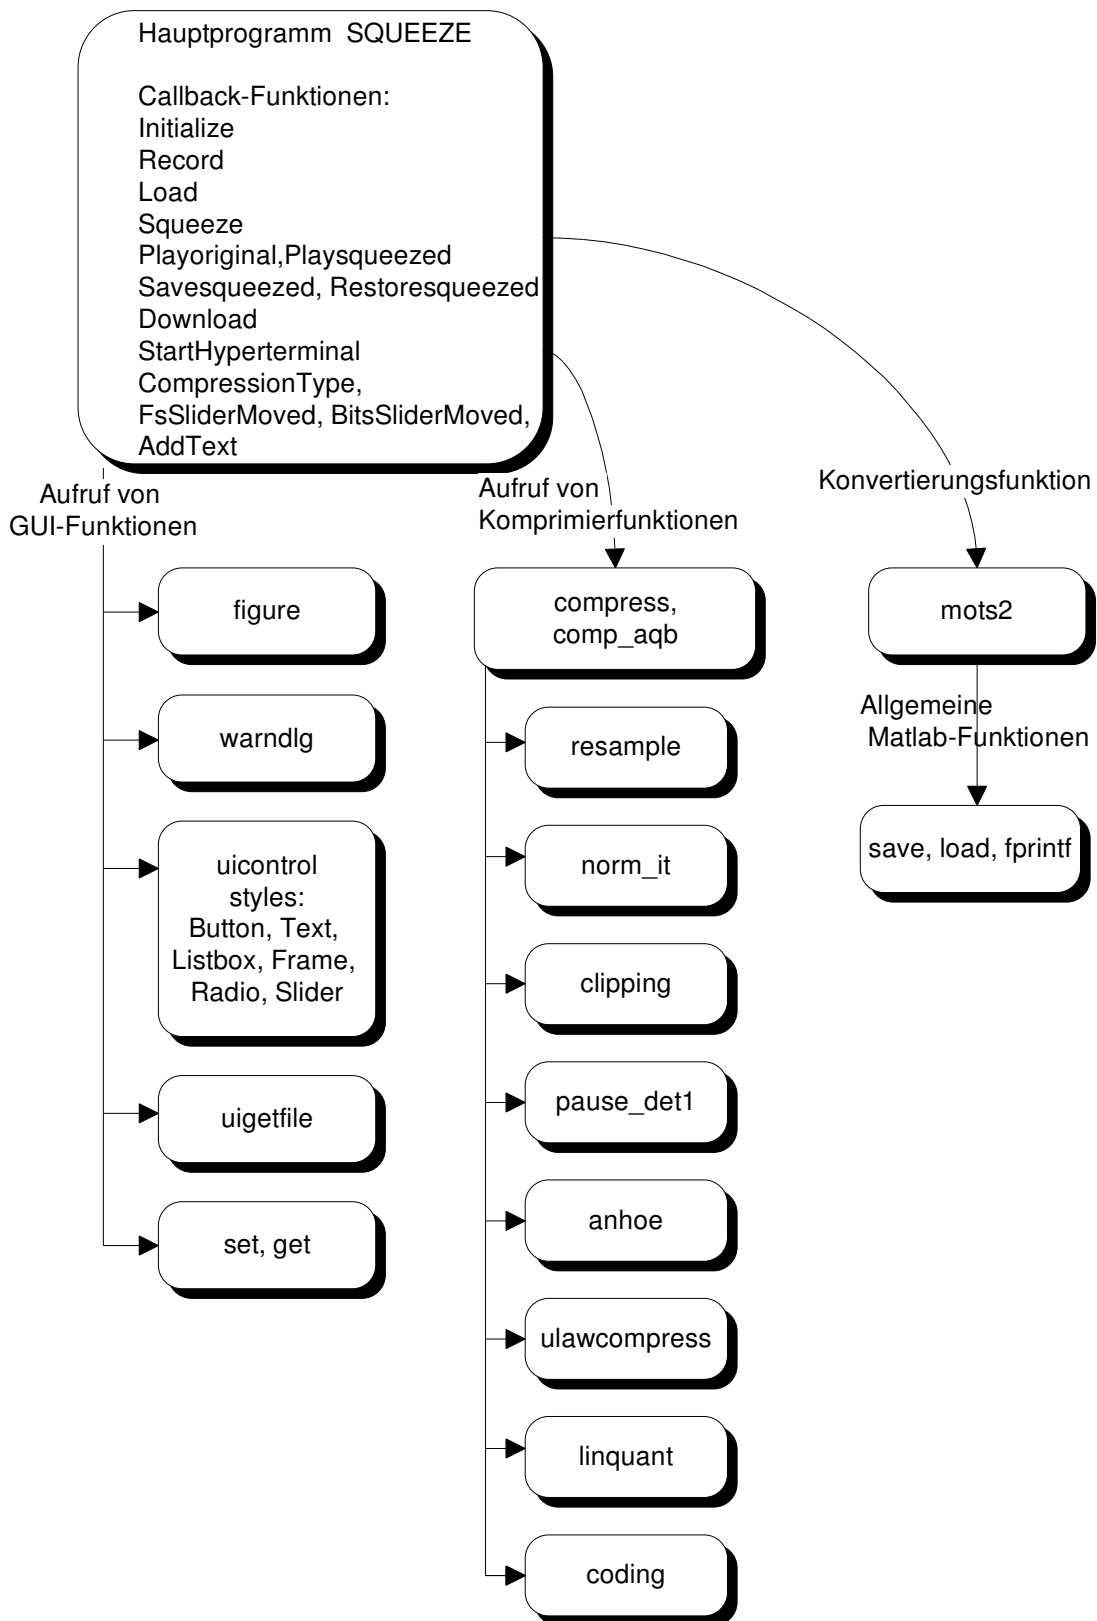 Hauptprogramm SQUEEZE
Callback-Funktionen:
Initialize
Record
Load
Squeeze
Playoriginal,Playsqueezed
Savesqueezed, Restoresqueezed
Download
StartHyperterminal
CompressionType,
FsSliderMoved, BitsSliderMoved,
AddText
Aufruf von
GUI-Funktionen
figure
warndlg
uicontrol
styles:
Button, Text,
Listbox, Frame,
Radio, Slider
uigetfile
set, get
Aufruf von
Komprimierfunktionen
compress,
comp_aqb
resample
norm_it
clipping
pause_det1
anhoe
ulawcompress
linquant
coding
Konvertierungsfunktion
mots2
Allgemeine
Matlab-Funktionen
save, load, fprintf